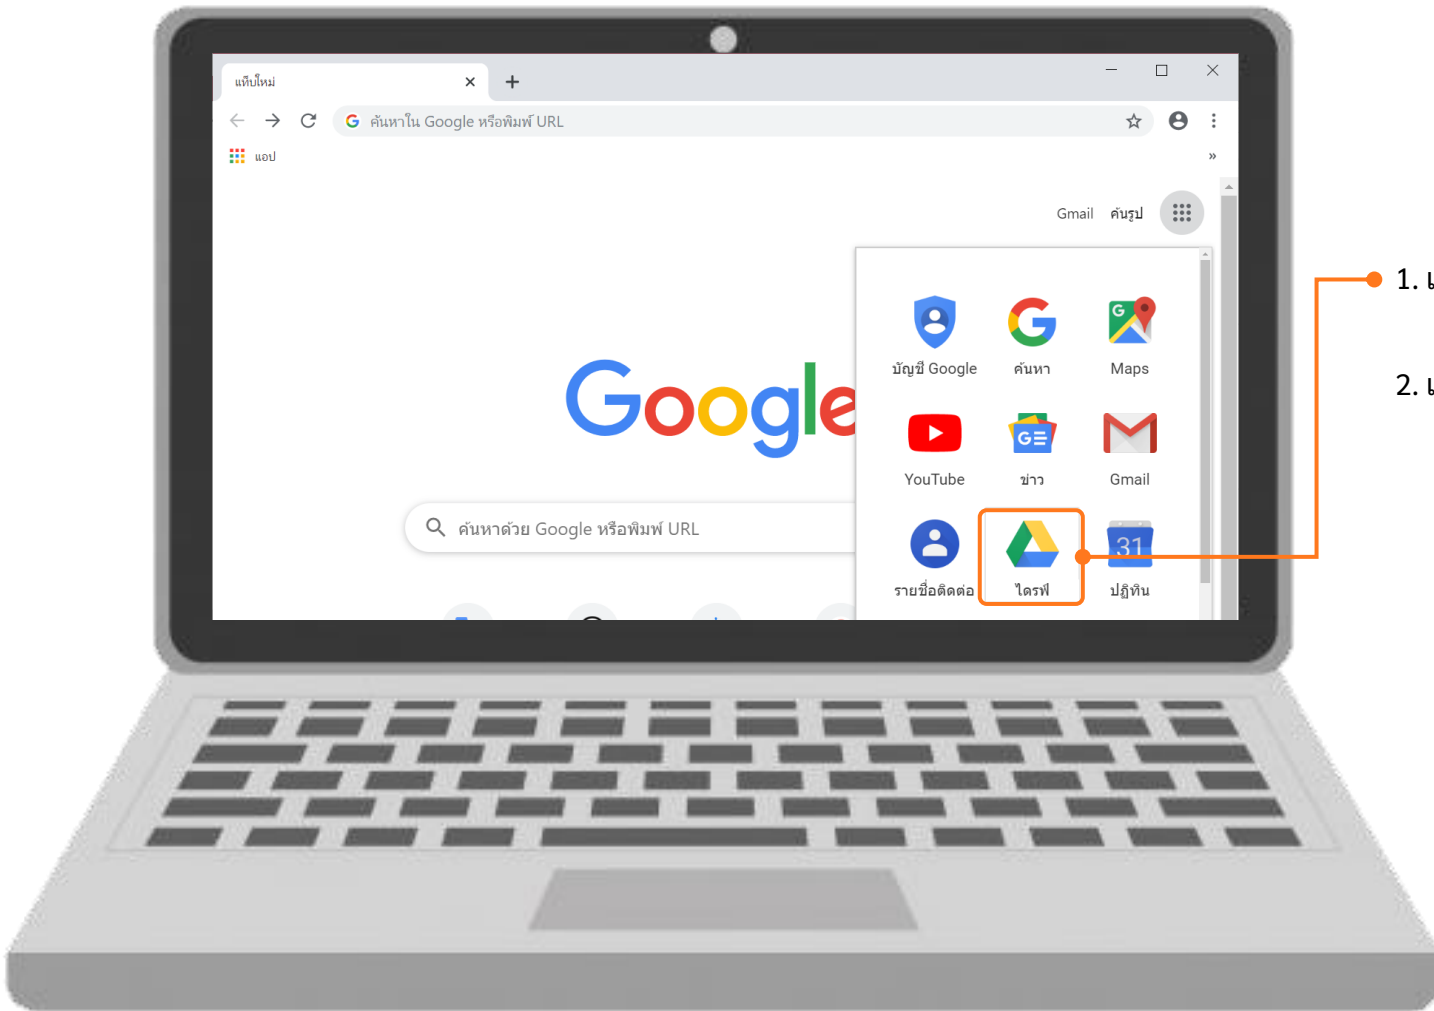 แท็บใหม่
ค้นหาใน Google หรือพิมพ์ URL
แอป
Gmail ค้นรูป
Google
บัญชี Google ค้นหา Maps
YouTube ข่าว Gmail
ค้นหาด้วย Google หรือพิมพ์ URL
31
รายชื่อติดต่อ ไดรฟ์ ปฏิทิน
1. เ
2. เ